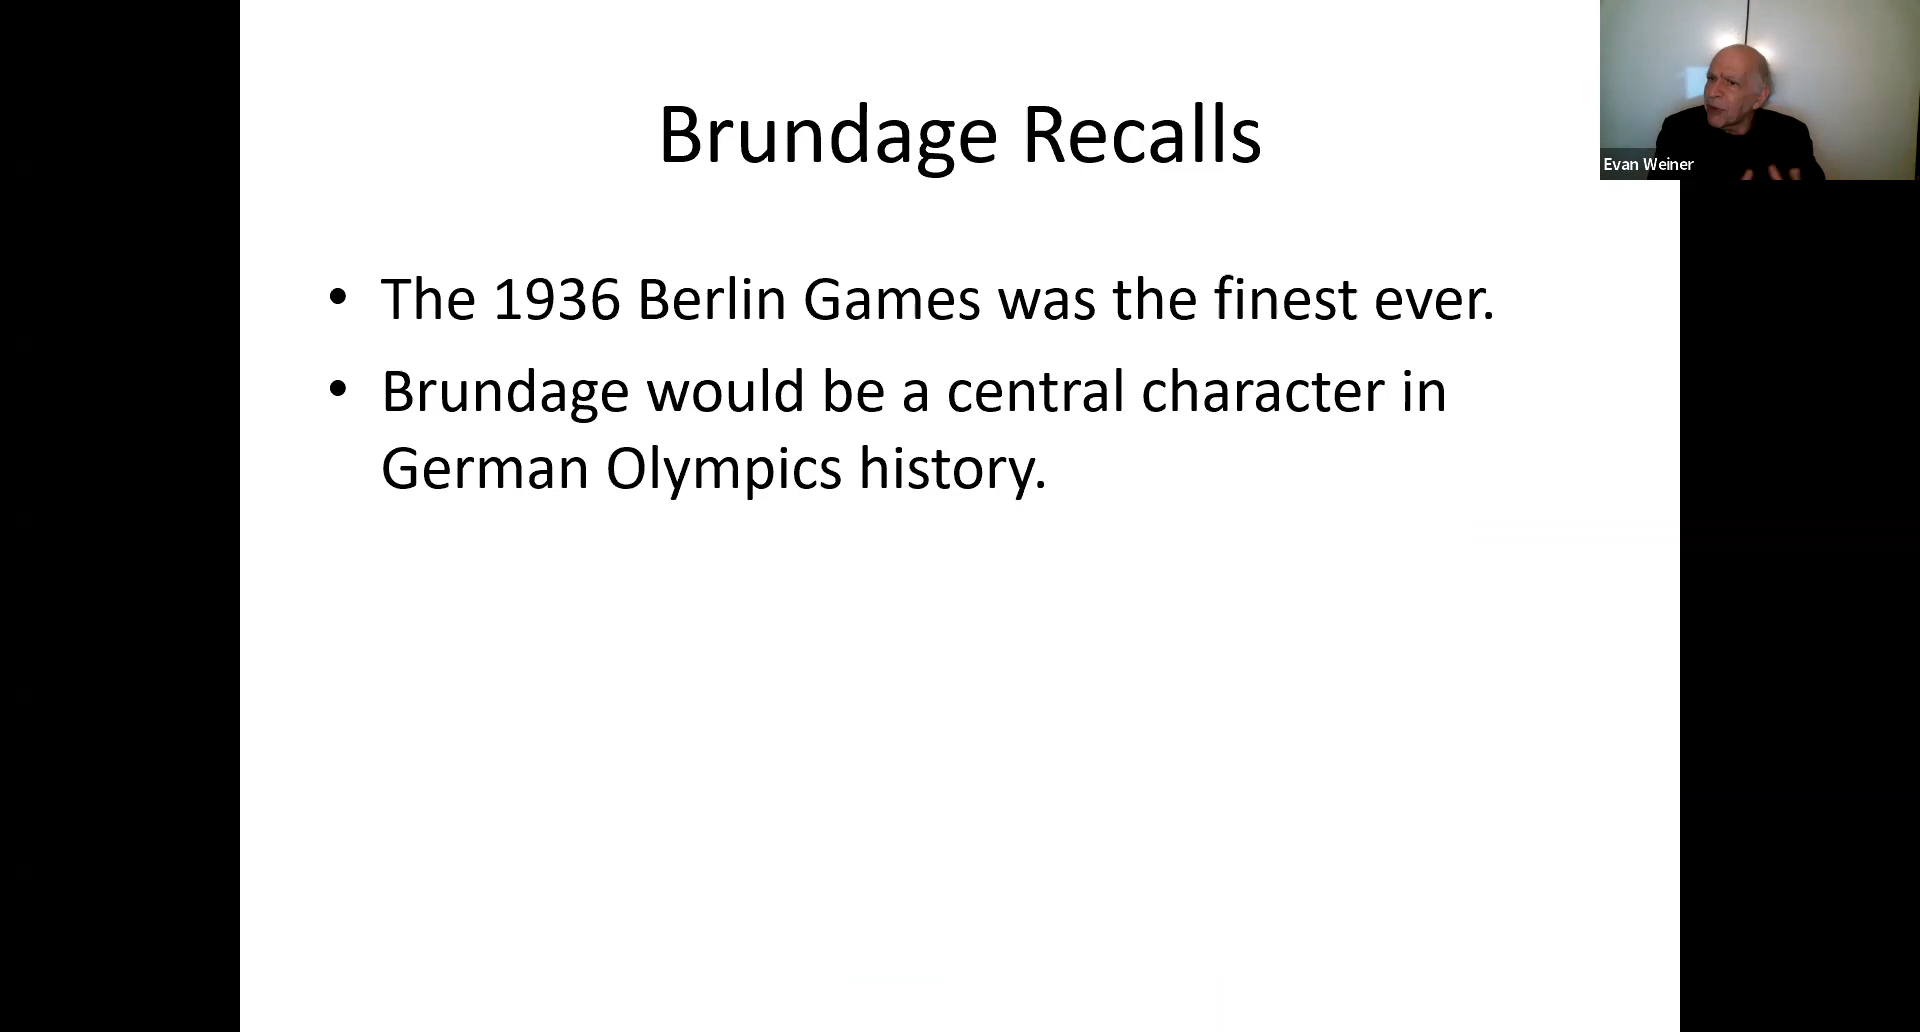 Brundage Recalls
Evan Weiner
• The 1936 Berlin Games was the finest ever.
• Brundage would be a central character in
German Olympics history.